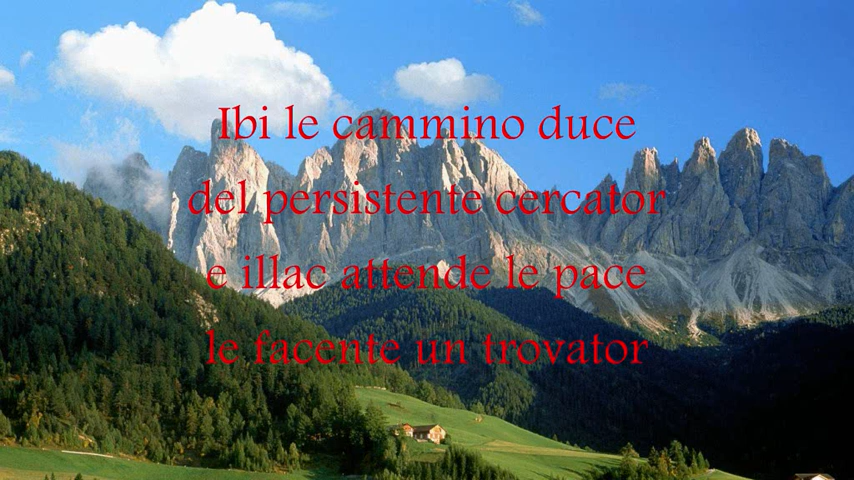 Ibi le cammino duce
del persistente cercator
e illac attende le pace
le facente un trovator